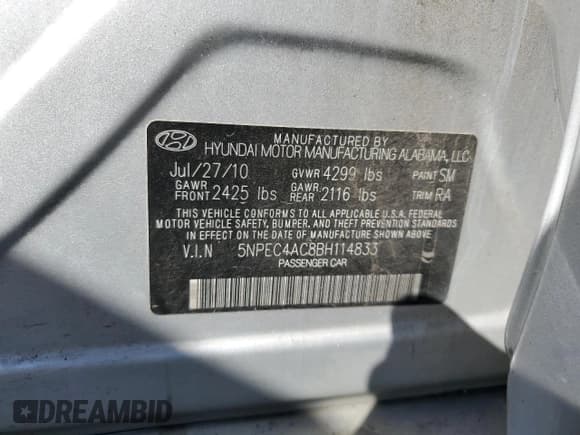 MANUFACTURED BY
HYUNDAI MOTOR MANUFACTURING ALABAMA, LLC
Jul/27/10 GVWR 4299 lbs PAINT SM
GAWR FRONT 2425 lbs GAWR REAR 2116 lbs TRIM RA
THIS VEHICLE CONFORMS TO ALL APPLICABLE U.S.A. FEDERAL
MOTOR VEHICLE SAFETY, BUMPER, AND THEFT PREVENTION STANDARDS
IN EFFECT ON THE DATE OF MANUFACTURE SHOWN ABOVE.
V.I.N 5NPEC4AC8BH114833
PASSENGER CAR
DREAMBID